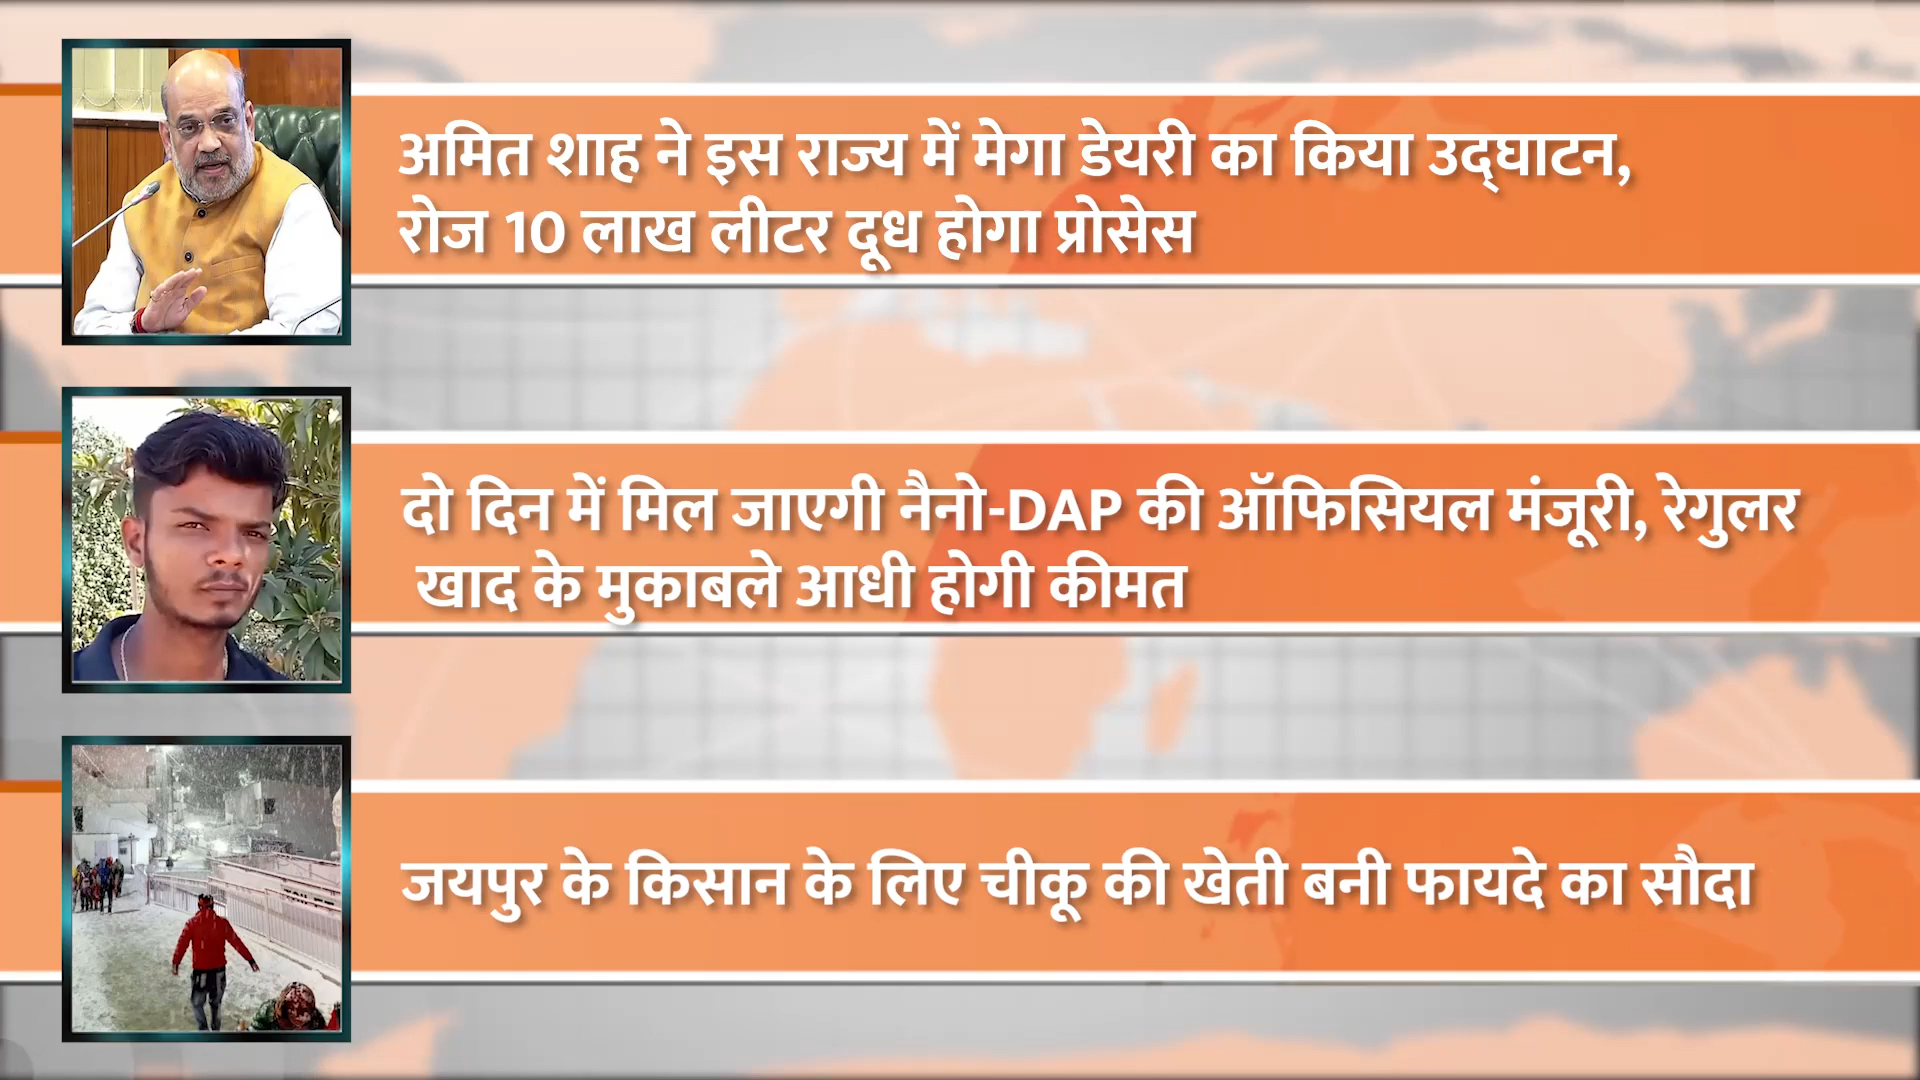 अमित शाह ने इस राज्य में मेगा डेयरी का किया उद्घाटन,
रोज 10 लाख लीटर दूध होगा प्रोसेस
दो दिन में मिल जाएगी नैनो-DAP की ऑफिसियल मंजूरी, रेगुलर
खाद के मुकाबले आधी होगी कीमत
जयपुर के किसान के लिए चीकू की खेती बनी फायदे का सौदा